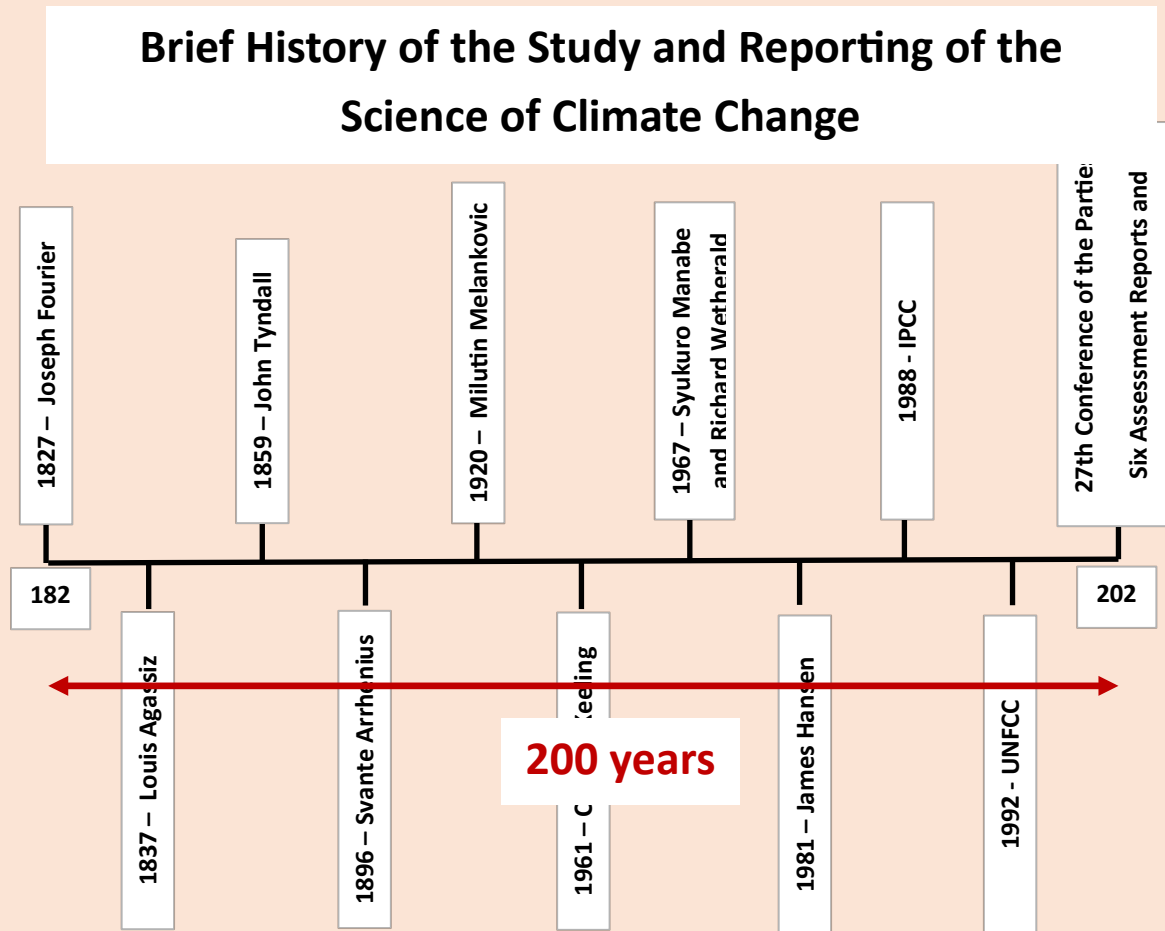 Brief History of the Study and Reporting of the
Science of Climate Change
1827 – Joseph Fourier
1859 – John Tyndall
1920 – Milutin Melankovic
1967 – Syukuro Manabe
and Richard Wetherald
1988 - IPCC
27th Conference of the Partie
Six Assessment Reports and
182
202
1837 – Louis Agassiz
1896 – Svante Arrhenius
1961 – C
eeling
1981 – James Hansen
1992 - UNFCC
200 years